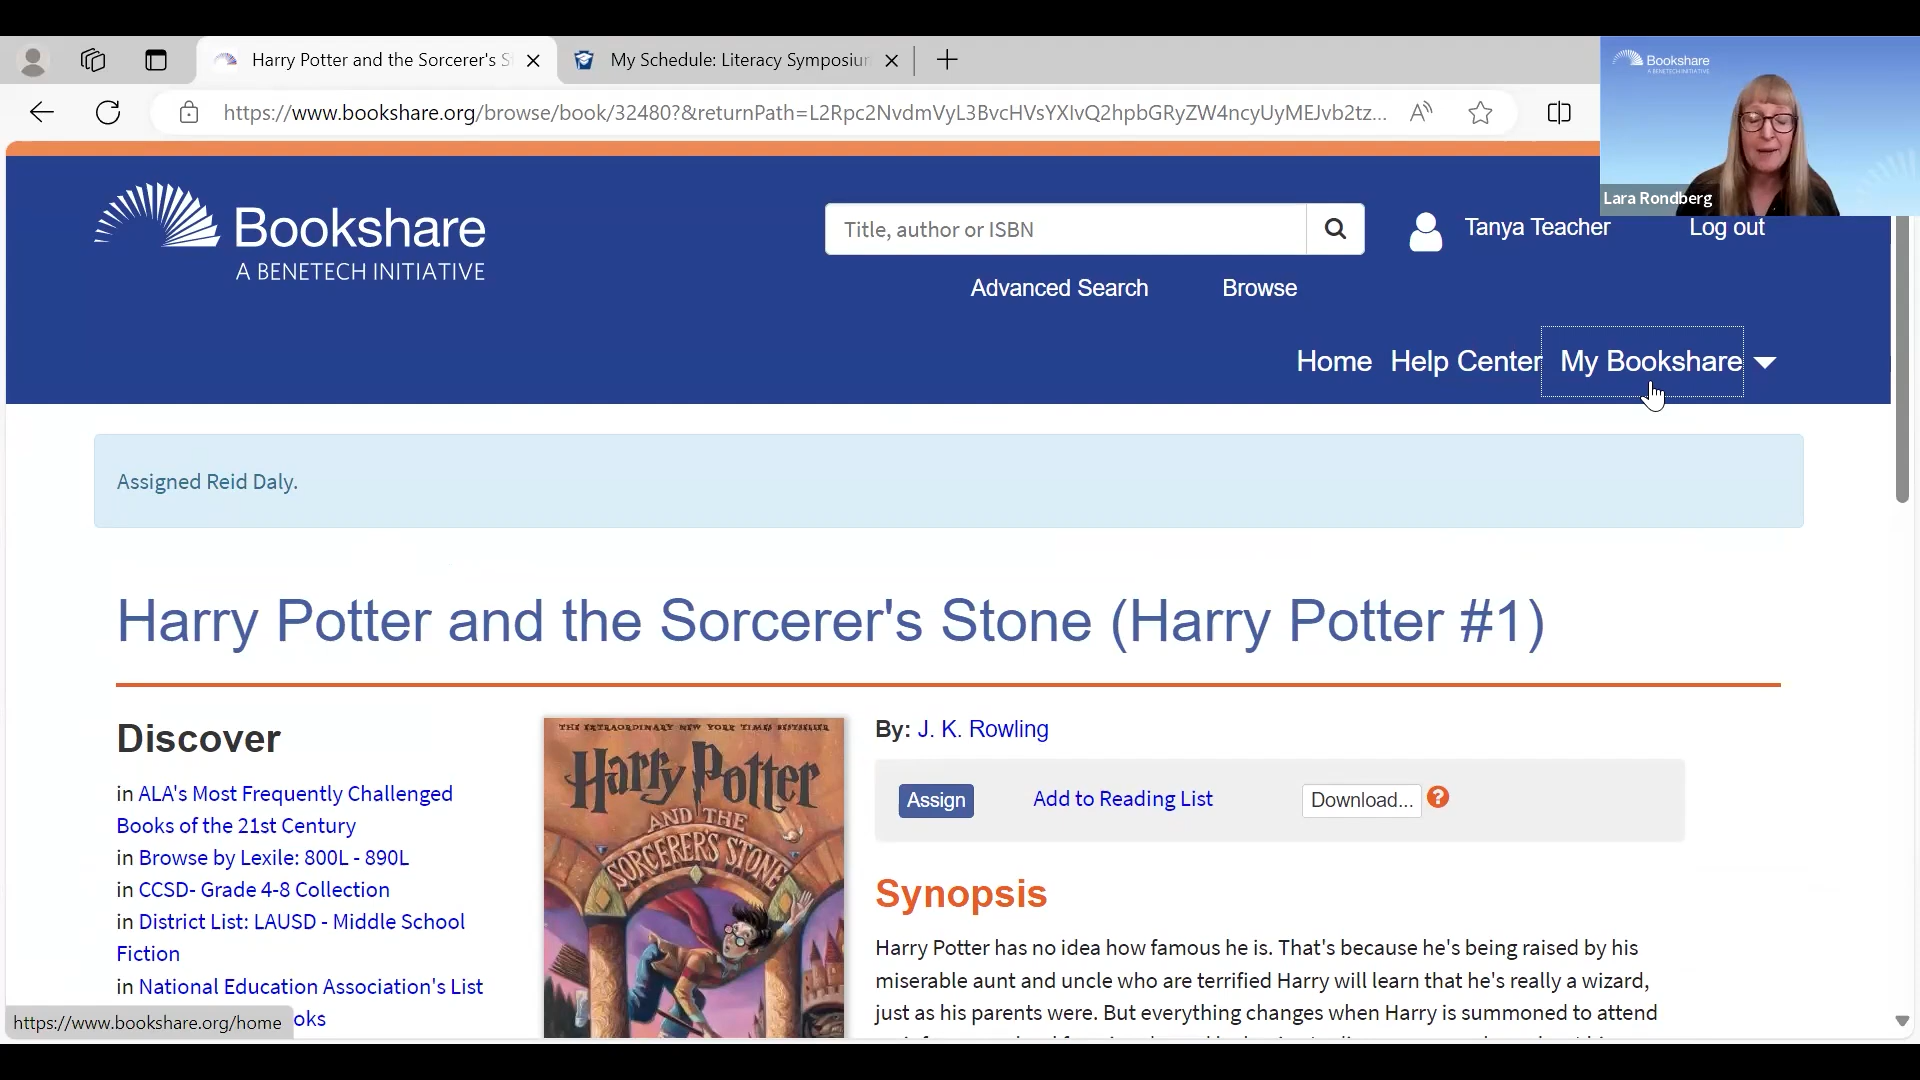 Harry Potter and the Sorcerer's S
My Schedule: Literacy Symposiu
https://www.bookshare.org/browse/book/32480?&returnPath=L2Rpc2NvdmVyL3BvcHVsYXIvQ2hpbGRyZW4ncyUyMEJvb2tz...
Bookshare
A BENETECH INITIATIVE
Lara Rondberg
Bookshare
A BENETECH INITIATIVE
Title, author or ISBN
Tanya Teacher
Log out
Advanced Search
Browse
Home
Help Center
My Bookshare
Assigned Reid Daly.
Harry Potter and the Sorcerer's Stone (Harry Potter #1)
Discover
in ALA's Most Frequently Challenged
Books of the 21st Century
in Browse by Lexile: 800L - 890L
in CCSD- Grade 4-8 Collection
in District List: LAUSD - Middle School
Fiction
in National Education Association's List
oks
https://www.bookshare.org/home
THE EXTRAORDINARY NEW YORK TIMES BESTSELLER
Harry Potter
AND THE
SORCERER'S STONE
By: J. K. Rowling
Assign
Add to Reading List
Download...
?
Synopsis
Harry Potter has no idea how famous he is. That's because he's being raised by his
miserable aunt and uncle who are terrified Harry will learn that he's really a wizard,
just as his parents were. But everything changes when Harry is summoned to attend